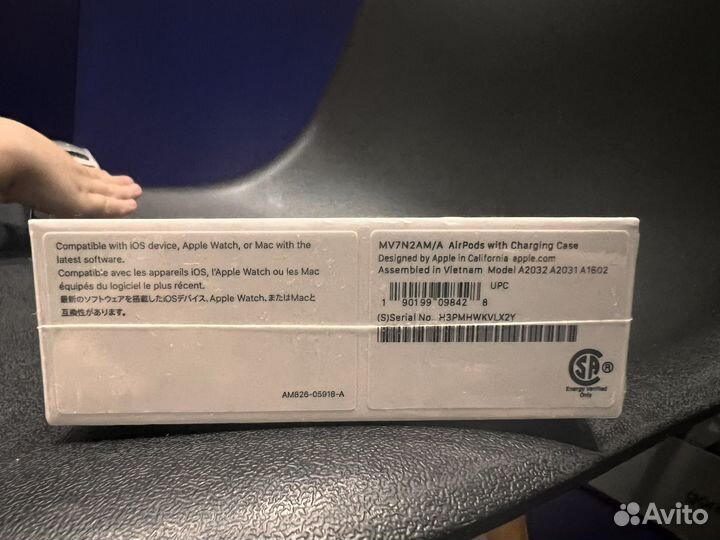 Compatible with iOS device, Apple Watch, or Mac with the
latest software.
Compatible avec les appareils iOS, l'Apple Watch ou les Mac
équipés du logiciel le plus récent.
最新のソフトウェアを搭載したiOSデバイス、Apple Watch、またはMacと
互換性があります。
AM826-05918-A
MV7N2AM/A AirPods with Charging Case
Designed by Apple in California apple.com
Assembled in Vietnam Model A2032 A2031 A1602
UPC
1 90199 09842 8
(S)Serial No. H3PMHWKVLX2Y
SA ®
Energy Verified
Only
Avito